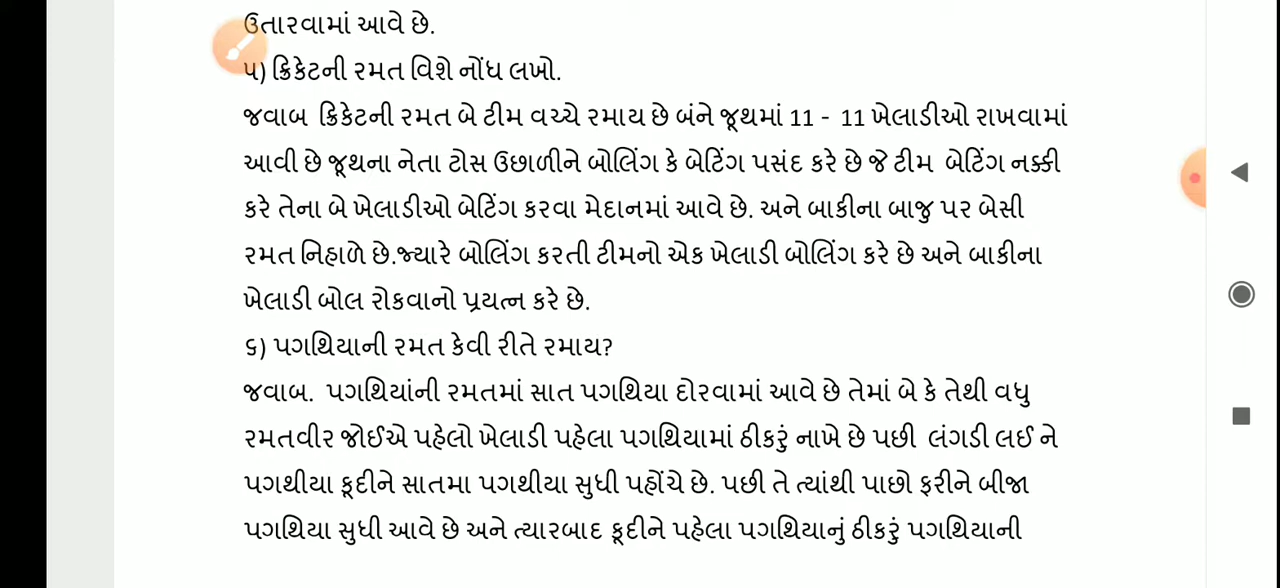 ઉતારવામાં આવે છે.
૫) ક્રિકેટની રમત વિશે નોંધ લખો.
જવાબ ક્રિકેટની રમત બે ટીમ વચ્ચે રમાય છે બંને જૂથમાં 11 - 11 ખેલાડીઓ રાખવામાં
આવી છે જૂથના નેતા ટોસ ઉછાળીને બોલિંગ કે બેટિંગ પસંદ કરે છે જે ટીમ બેટિંગ નક્કી
કરે તેના બે ખેલાડીઓ બેટિંગ કરવા મેદાનમાં આવે છે. અને બાકીના બાજુ પર બેસી
રમત નિહાળે છે.જ્યારે બોલિંગ કરતી ટીમનો એક ખેલાડી બોલિંગ કરે છે અને બાકીના
ખેલાડી બોલ રોકવાનો પ્રયત્ન કરે છે.
૬) પગથિયાની રમત કેવી રીતે રમાય?
જવાબ. પગથિયાંની રમતમાં સાત પગથિયા દોરવામાં આવે છે તેમાં બે કે તેથી વધુ
રમતવીર જોઈએ પહેલો ખેલાડી પહેલા પગથિયામાં ઠીકરું નાખે છે પછી લંગડી લઈ ને
પગથીયા કૂદીને સાતમા પગથીયા સુધી પહોંચે છે. પછી તે ત્યાંથી પાછો ફરીને બીજા
પગથિયા સુધી આવે છે અને ત્યારબાદ કૂદીને પહેલા પગથિયાનું ઠીકરું પગથિયાની